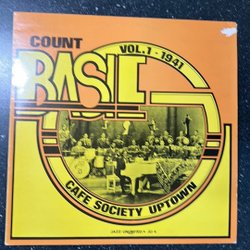 COUNT
VOL.1 - 1941
BASIE
CAFE SOCIETY UPTOWN